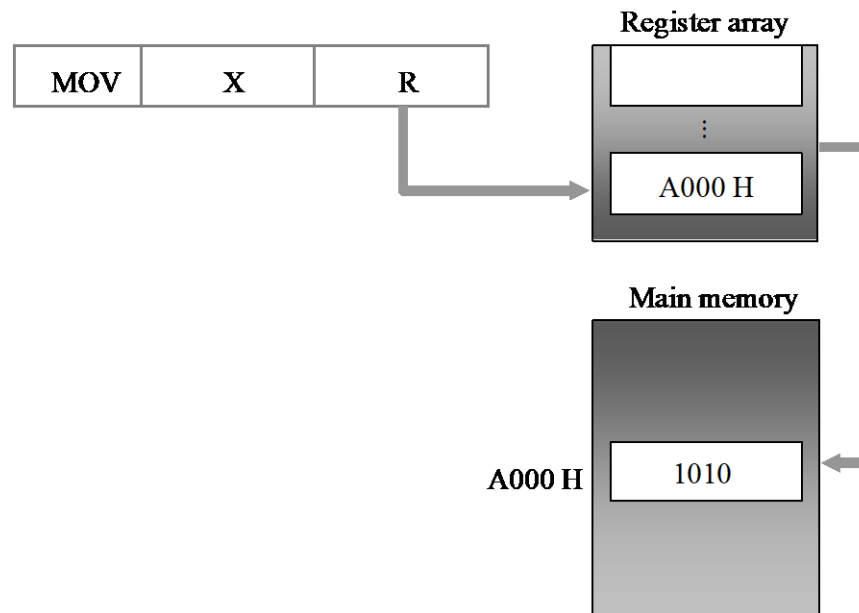 Register array
MOV X R
⋮
A000 H
Main memory
A000 H 1010